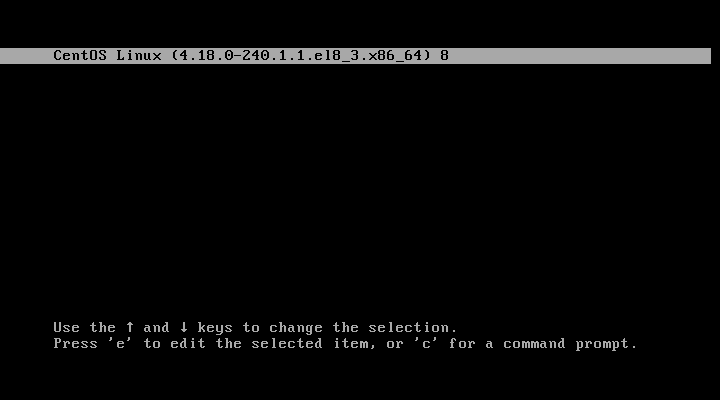 CentOS Linux (4.18.0-240.1.1.el8_3.x86_64) 8
Use the ↑ and ↓ keys to change the selection.
Press 'e' to edit the selected item, or 'c' for a command prompt.